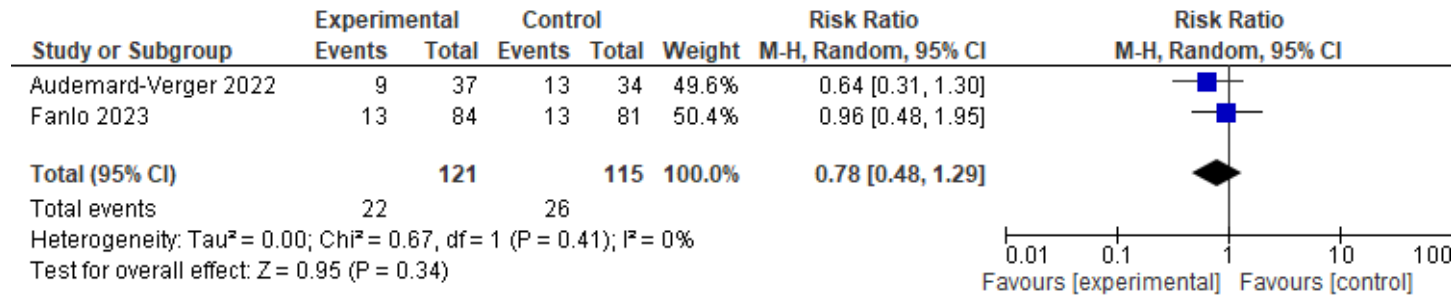 Experimental Control Risk Ratio Risk Ratio
Study or Subgroup Events Total Events Total Weight M-H, Random, 95% CI M-H, Random, 95% CI
Audemard-Verger 2022 9 37 13 34 49.6% 0.64 [0.31, 1.30]
Fanlo 2023 13 84 13 81 50.4% 0.96 [0.48, 1.95]
Total (95% CI) 121 115 100.0% 0.78 [0.48, 1.29]
Total events 22 26
Heterogeneity: Tau² = 0.00; Chi² = 0.67, df = 1 (P = 0.41); I² = 0%
Test for overall effect: Z = 0.95 (P = 0.34)
0.01 0.1 1 10 100
Favours [experimental] Favours [control]